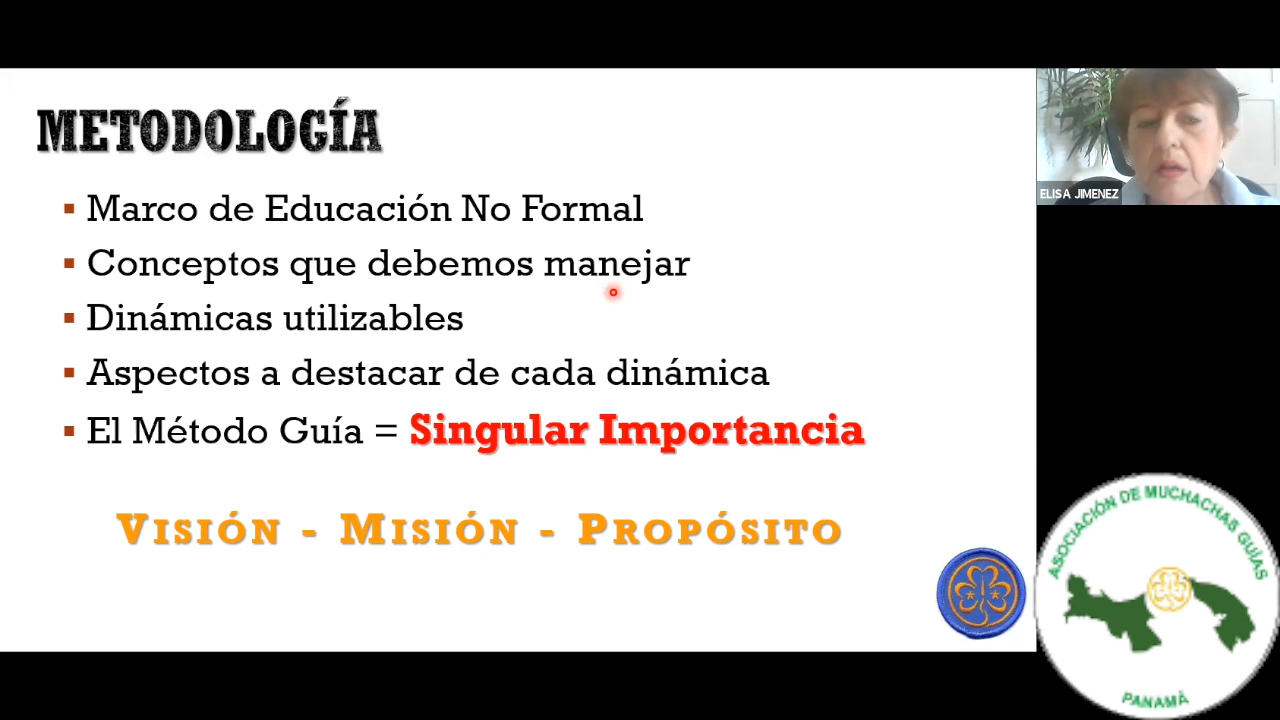 METODOLOGÍA
Marco de Educación No Formal
Conceptos que debemos manejar
Dinámicas utilizables
Aspectos a destacar de cada dinámica
El Método Guía = Singular Importancia
VISIÓN - MISIÓN - PROPÓSITO
ELISA JIMENEZ
ASOCIACIÓN DE MUCHACHAS GUÍAS
PANAMÁ